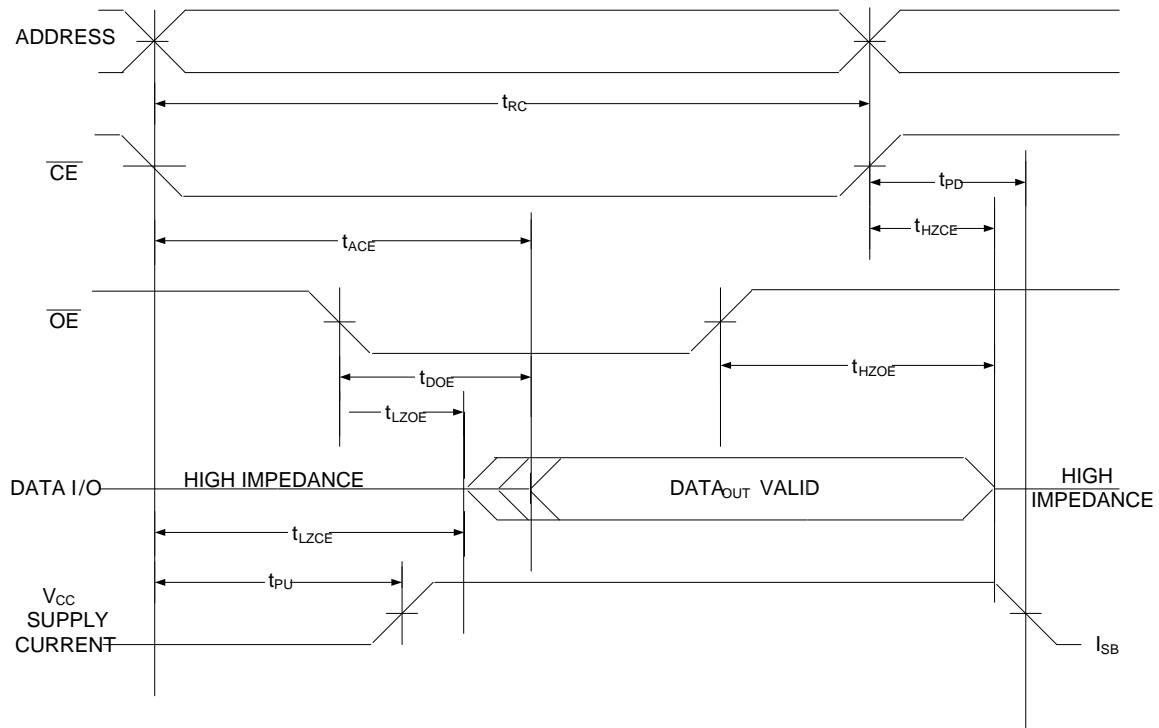 ADDRESS
tRC
CE
tPD
tHZCE
tACE
OE
tHZOE
tDOE
tLZOE
DATA I/O
HIGH IMPEDANCE
DATAOUT VALID
HIGH
IMPEDANCE
tLZCE
tPU
VCC
SUPPLY
CURRENT
ISB